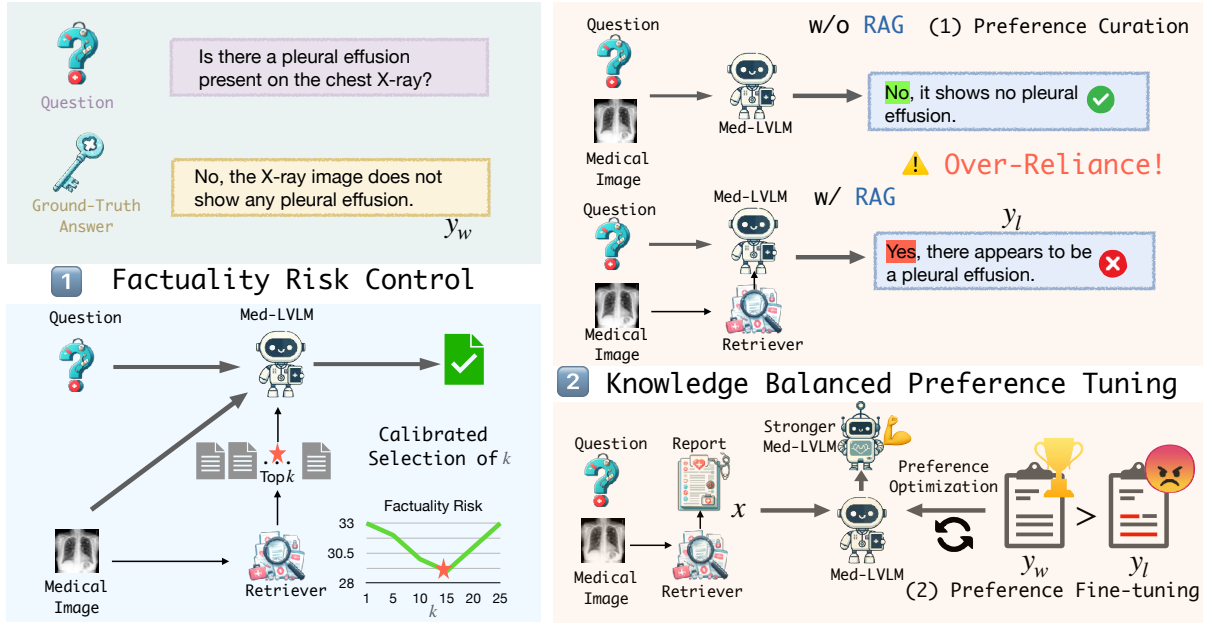 Question
Is there a pleural effusion
present on the chest X-ray?
Ground-Truth
Answer
No, the X-ray image does not
show any pleural effusion.
y_w
1 Factuality Risk Control
Question
Med-LVLM
Calibrated
Selection of k
...
Top k
Medical
Image
Retriever
Factuality Risk
33
30.5
28
1 5 10 15 20 25
k
w/o RAG (1) Preference Curation
Question
Medical
Image
Med-LVLM
No, it shows no pleural
effusion.
Over-Reliance!
Question
Medical
Image
Med-LVLM
w/ RAG
Retriever
y_l
Yes, there appears to be
a pleural effusion.
2 Knowledge Balanced Preference Tuning
Question
Medical
Image
Report
Retriever
x
Stronger
Med-LVLM
Med-LVLM
Preference
Optimization
y_w > y_l
(2) Preference Fine-tuning